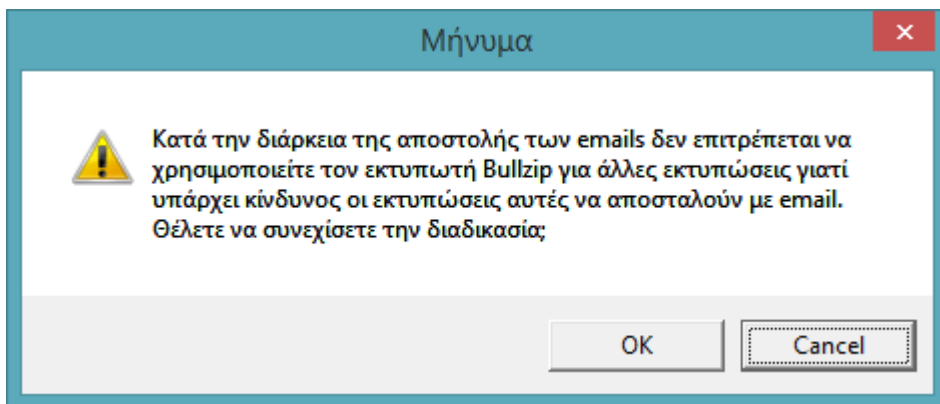 Μήνυμα
Κατά την διάρκεια της αποστολής των emails δεν επιτρέπεται να
χρησιμοποιείτε τον εκτυπωτή Bullzip για άλλες εκτυπώσεις γιατί
υπάρχει κίνδυνος οι εκτυπώσεις αυτές να αποσταλούν με email.
Θέλετε να συνεχίσετε την διαδικασία;
OK
Cancel